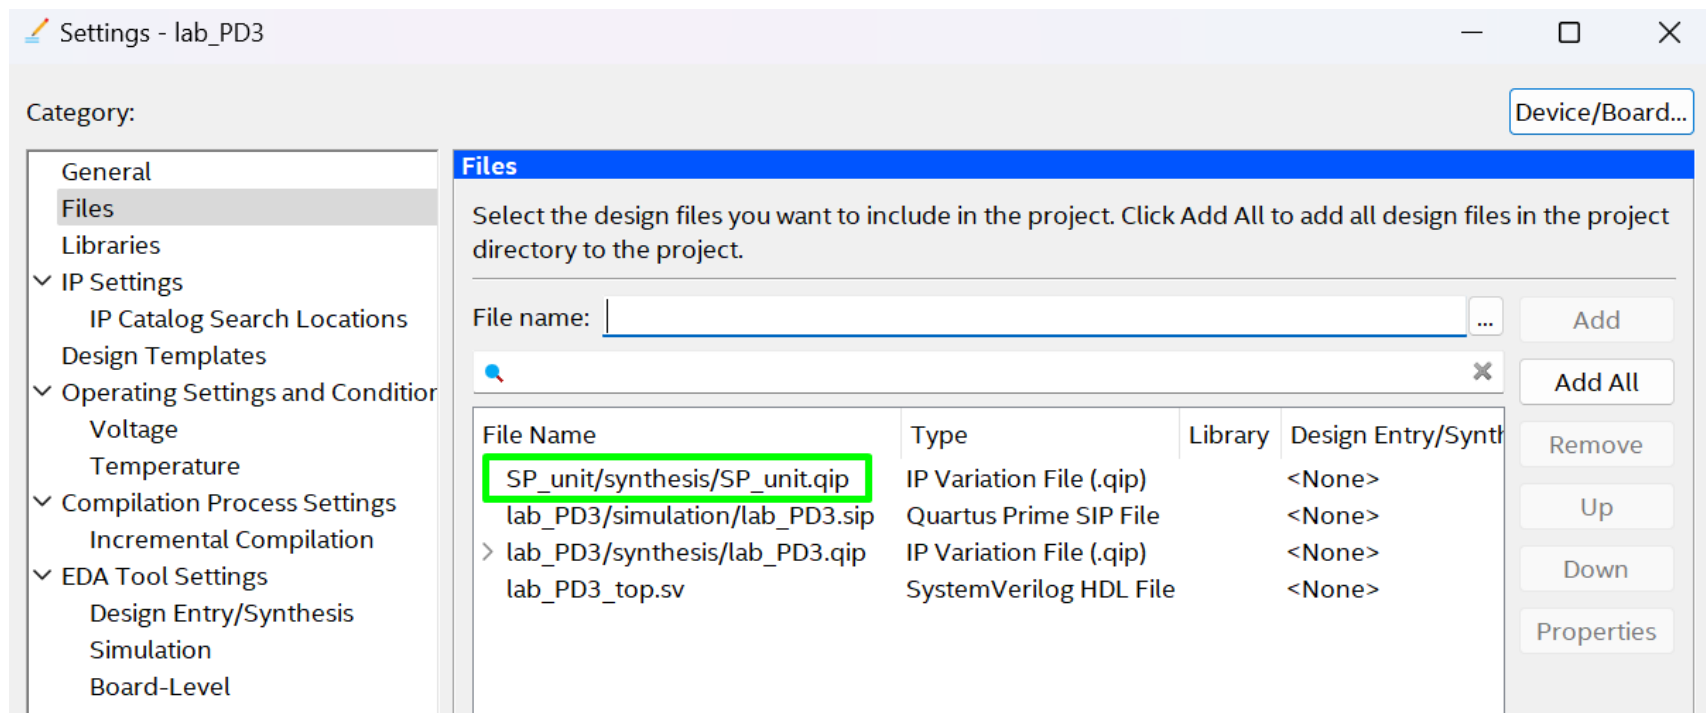 Settings - lab_PD3
Category:
Device/Board...
General
Files
Libraries
IP Settings
IP Catalog Search Locations
Design Templates
Operating Settings and Condition
Voltage
Temperature
Compilation Process Settings
Incremental Compilation
EDA Tool Settings
Design Entry/Synthesis
Simulation
Board-Level
Files
Select the design files you want to include in the project. Click Add All to add all design files in the project
directory to the project.
File name:
...
Add
Add All
Remove
Up
Down
Properties
File Name Type Library Design Entry/Synth
SP_unit/synthesis/SP_unit.qip IP Variation File (.qip) <None>
lab_PD3/simulation/lab_PD3.sip Quartus Prime SIP File <None>
lab_PD3/synthesis/lab_PD3.qip IP Variation File (.qip) <None>
lab_PD3_top.sv SystemVerilog HDL File <None>